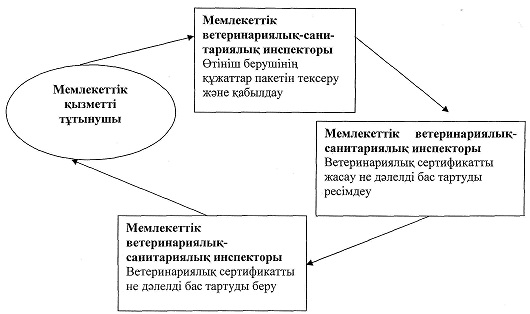 Мемлекеттік
ветеринариялық-сани-
тариялық инспекторы
Өтініш берушінің
құжаттар пакетін тексеру
және қабылдау
Мемлекеттік
қызметті
тұтынушы
Мемлекеттік ветеринариялық-
санитариялық инспекторы
Ветеринариялық сертификатты
жасау не дәлелді бас тартуды
ресімдеу
Мемлекеттік
ветеринариялық-
санитариялық инспекторы
Ветеринариялық сертификатты
не дәлелді бас тартуды беру